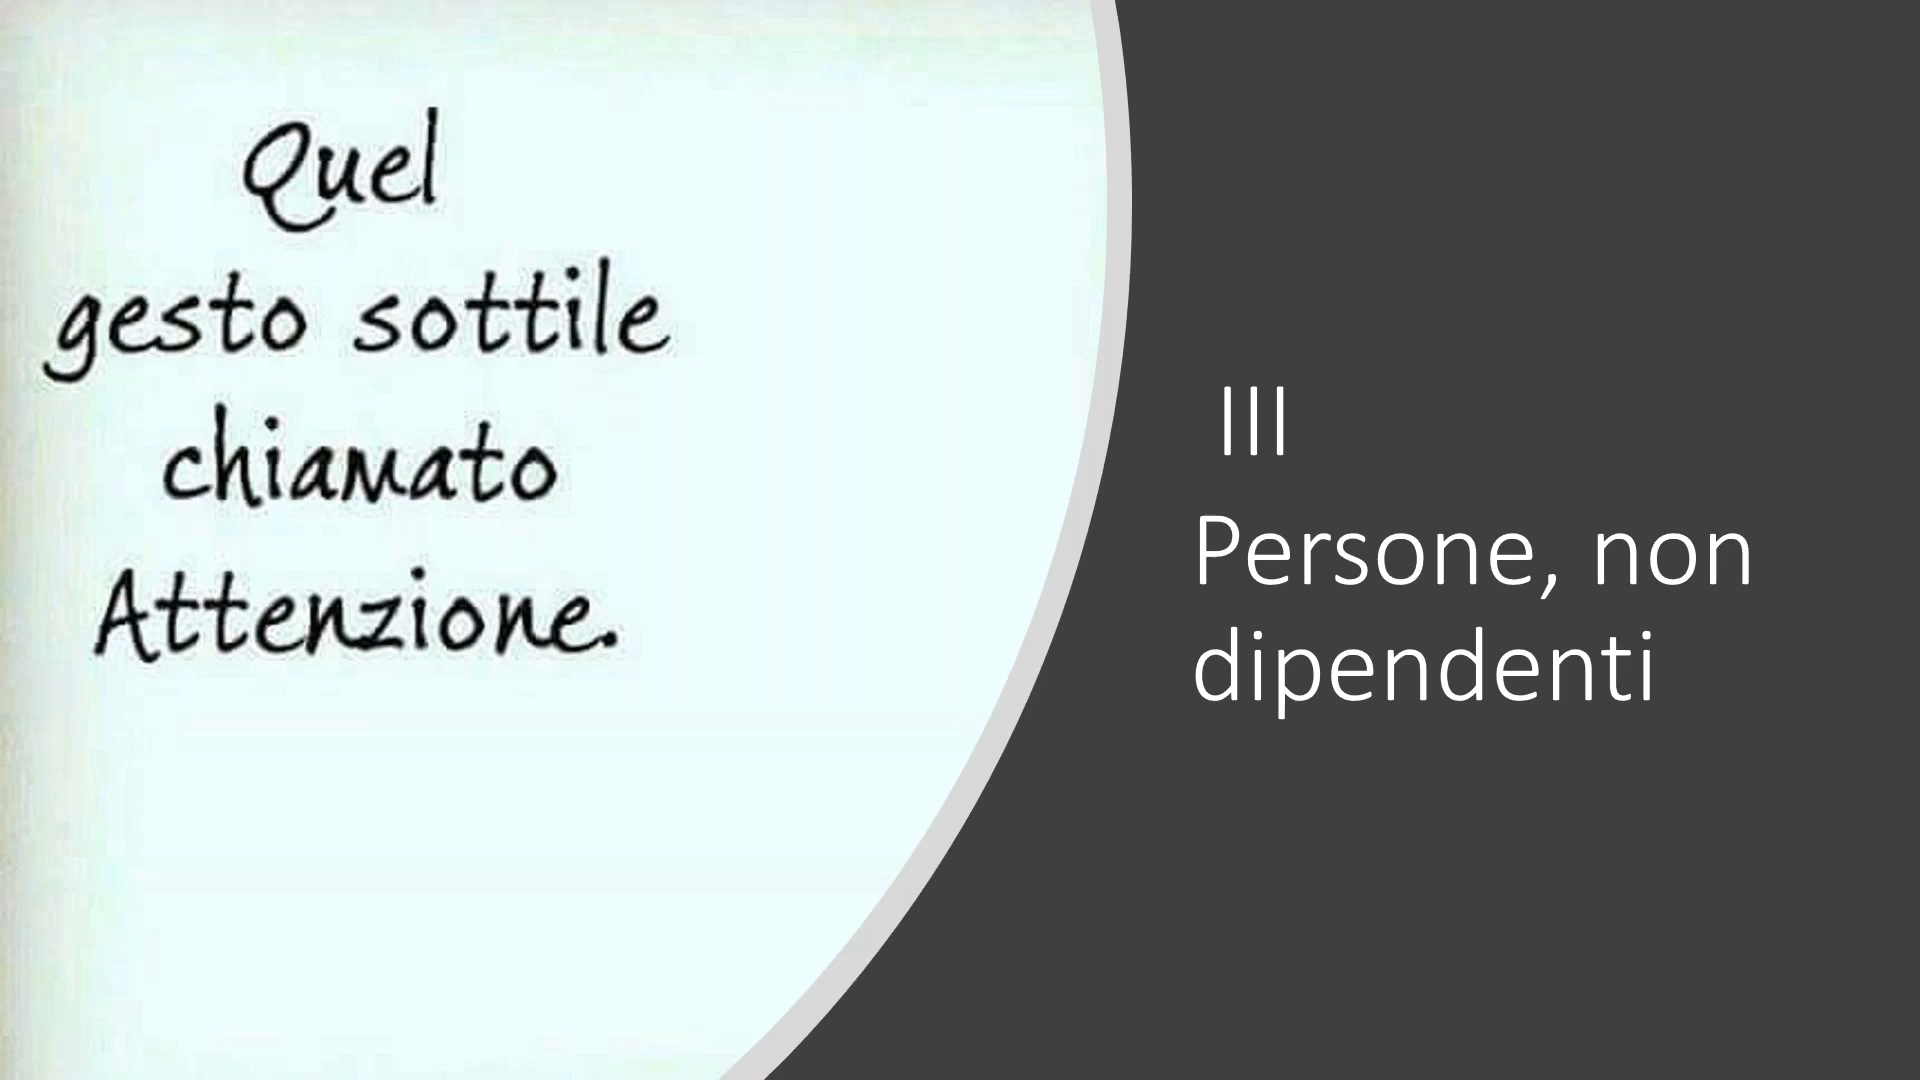 Quel
gesto sottile
chiamato
Attenzione.
III
Persone, non
dipendenti